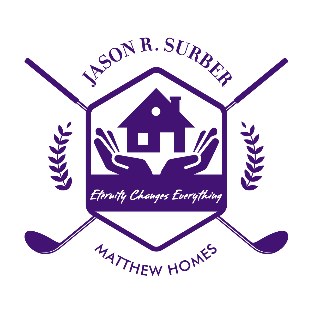 JASON R. SURBER
Eternity Changes Everything
MATTHEW HOMES